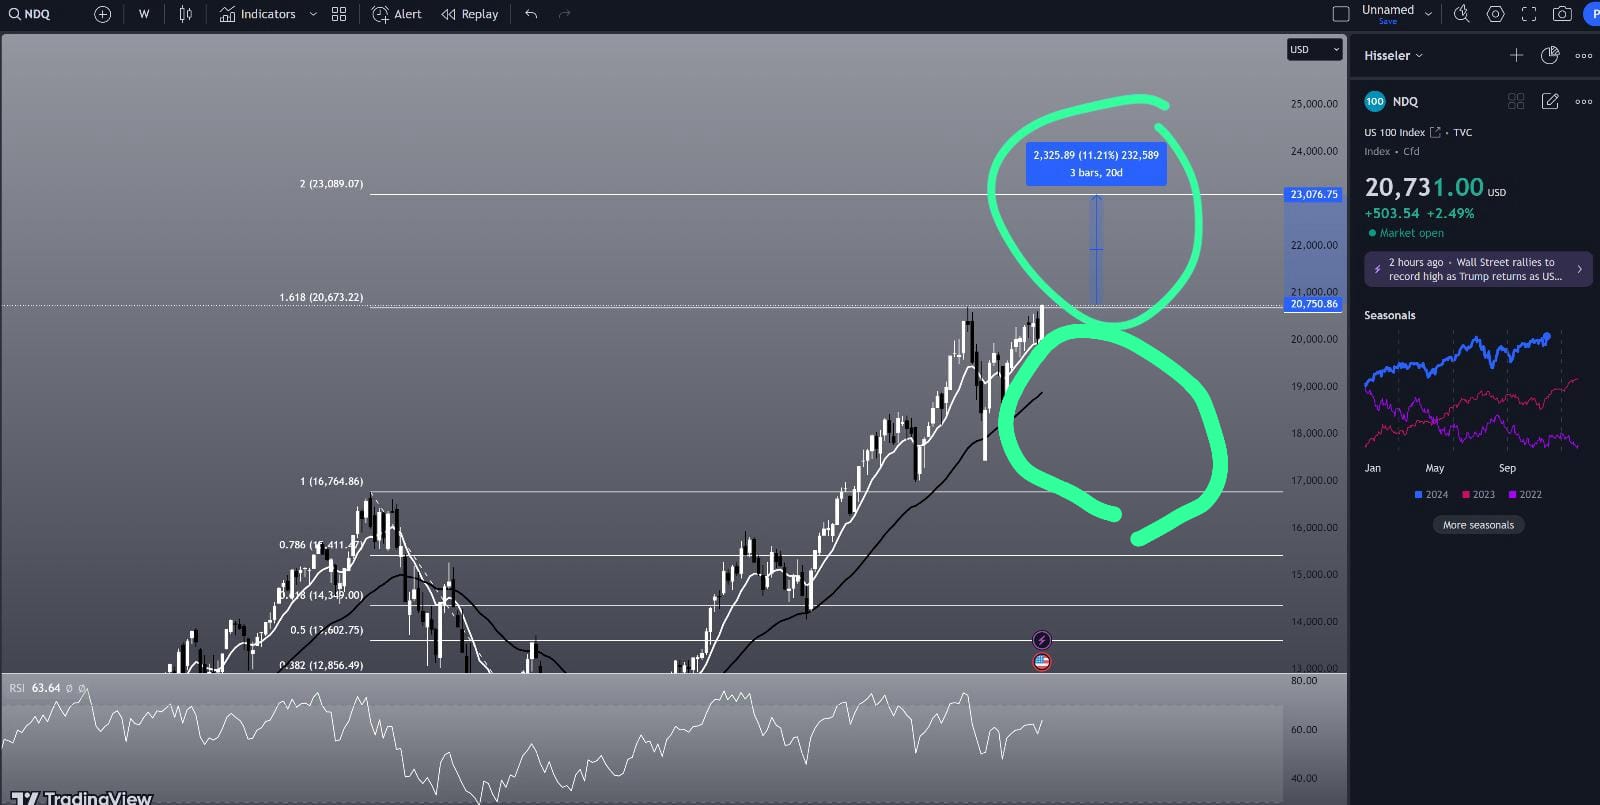 NDQ
W
Indicators
Alert
Replay
Unnamed
Save
P
USD
Hisseler
25,000.00
24,000.00
23,076.75
22,000.00
21,000.00
20,750.86
20,000.00
19,000.00
18,000.00
17,000.00
16,000.00
15,000.00
14,000.00
13,000.00
2,325.89 (11.21%) 232,589
3 bars, 20d
2 (23,089.07)
1.618 (20,673.22)
1 (16,764.86)
0.786 (15,411.47)
0.618 (14,349.00)
0.5 (13,602.75)
0.382 (12,856.49)
RSI 63.64 ø ø
80.00
60.00
40.00
TradingView
100 NDQ
US 100 Index • TVC
Index • Cfd
20,731.00 USD
+503.54 +2.49%
Market open
2 hours ago • Wall Street rallies to
record high as Trump returns as US...
Seasonals
Jan May Sep
2024 2023 2022
More seasonals